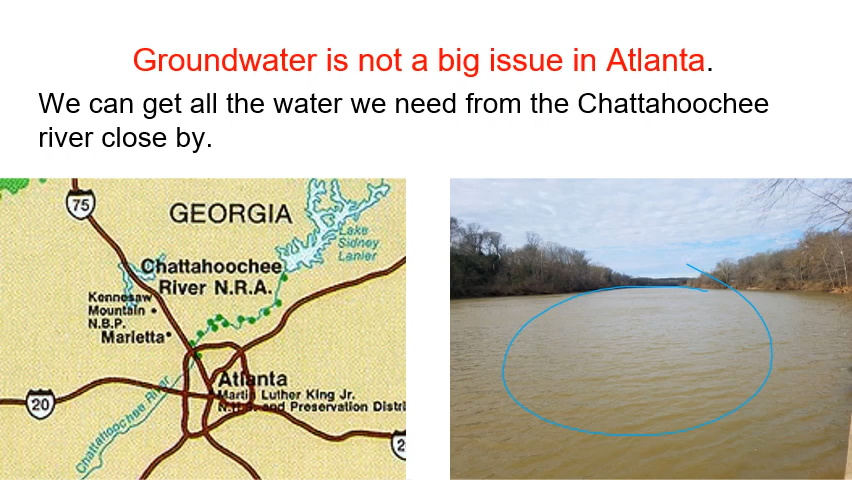 Groundwater is not a big issue in Atlanta.
We can get all the water we need from the Chattahoochee
river close by.
75
GEORGIA
Lake
Sidney
Lanier
Chattahoochee
River N.R.A.
Kennesaw
Mountain
N.B.P.
Marietta
Atlanta
Martin Luther King Jr.
and Preservation Distri
20
Chattahoochee River
2